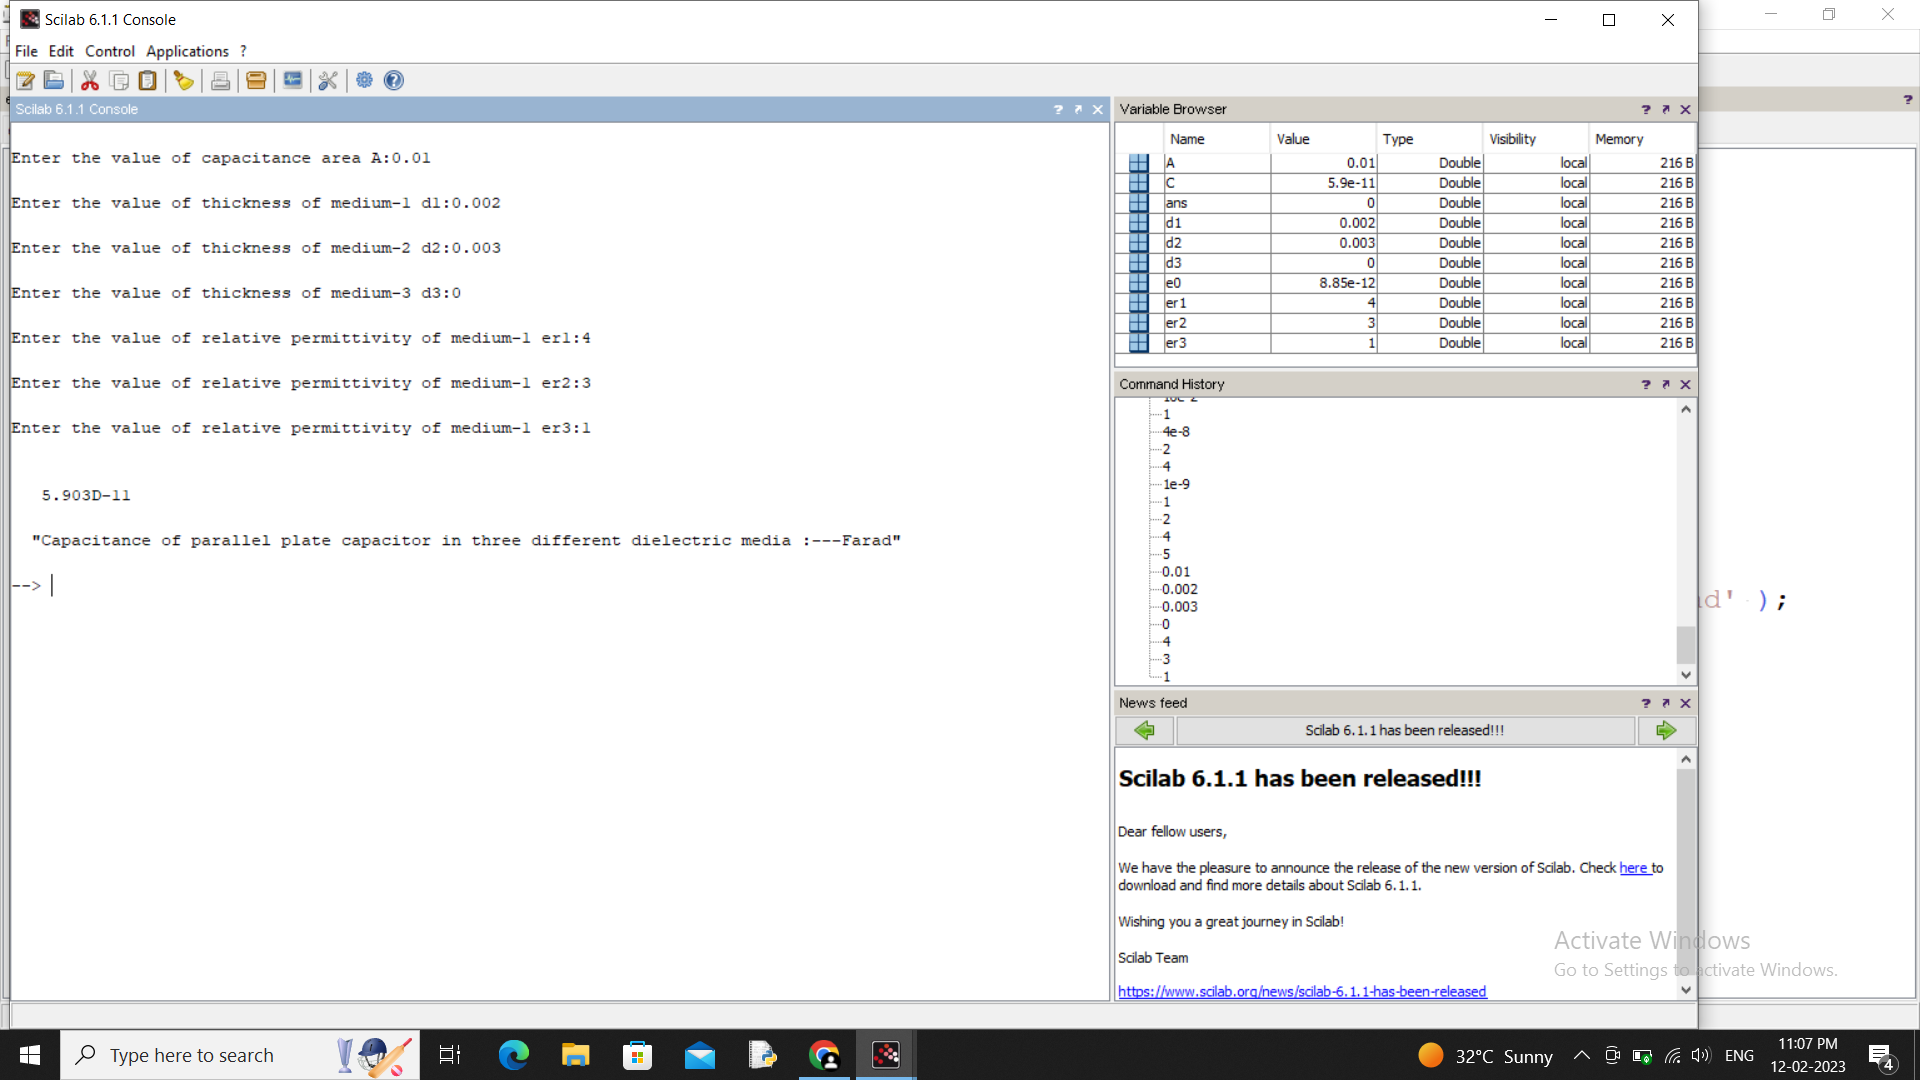 Scilab 6.1.1 Console
File Edit Control Applications ?
Scilab 6.1.1 Console
Enter the value of capacitance area A:0.01
Enter the value of thickness of medium-1 d1:0.002
Enter the value of thickness of medium-2 d2:0.003
Enter the value of thickness of medium-3 d3:0
Enter the value of relative permittivity of medium-1 er1:4
Enter the value of relative permittivity of medium-1 er2:3
Enter the value of relative permittivity of medium-1 er3:1
5.903D-11
"Capacitance of parallel plate capacitor in three different dielectric media :---Farad"
-->
Variable Browser
Name Value Type Visibility Memory
A 0.01 Double local 216 B
C 5.9e-11 Double local 216 B
ans 0 Double local 216 B
d1 0.002 Double local 216 B
d2 0.003 Double local 216 B
d3 0 Double local 216 B
e0 8.85e-12 Double local 216 B
er1 4 Double local 216 B
er2 3 Double local 216 B
er3 1 Double local 216 B
Command History
1
4e-8
2
4
1e-9
1
2
4
5
0.01
0.002
0.003
0
4
3
1
News feed
Scilab 6.1.1 has been released!!!
Scilab 6.1.1 has been released!!!
Dear fellow users,
We have the pleasure to announce the release of the new version of Scilab. Check here to
download and find more details about Scilab 6.1.1.
Wishing you a great journey in Scilab!
Scilab Team
https://www.scilab.org/news/scilab-6.1.1-has-been-released
d' );
Activate Windows
Go to Settings to activate Windows.
Type here to search
32°C Sunny
ENG
11:07 PM
12-02-2023
4